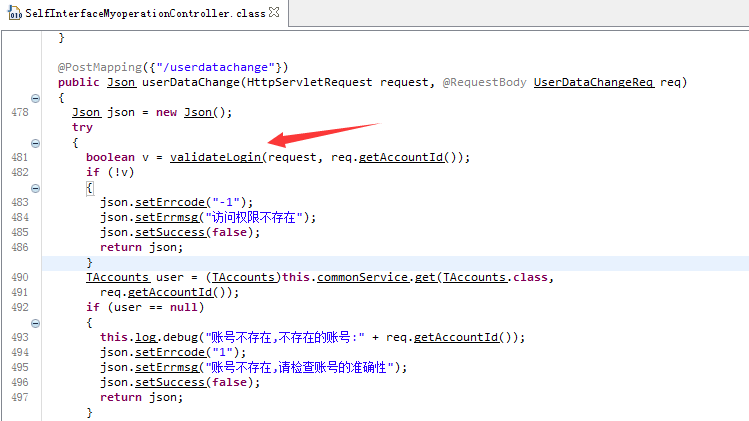 SelfInterfaceMyoperationController.class
}
@PostMapping({"/userdatachange"})
public Json userDataChange(HttpServletRequest request, @RequestBody UserDataChangeReq req)
{
478 Json json = new Json();
try
{
481 boolean v = validateLogin(request, req.getAccountId());
482 if (!v)
{
483 json.setErrcode("-1");
484 json.setErrmsg("访问权限不存在");
485 json.setSuccess(false);
486 return json;
}
490 TAccounts user = (TAccounts)this.commonService.get(TAccounts.class,
491 req.getAccountId());
492 if (user == null)
{
493 this.log.debug("账号不存在,不存在的账号:" + req.getAccountId());
494 json.setErrcode("1");
495 json.setErrmsg("账号不存在,请检查账号的准确性");
496 json.setSuccess(false);
497 return json;
}